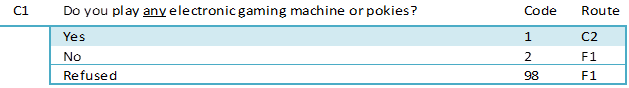 C1 Do you play any electronic gaming machine or pokies? Code Route
Yes 1 C2
No 2 F1
Refused 98 F1